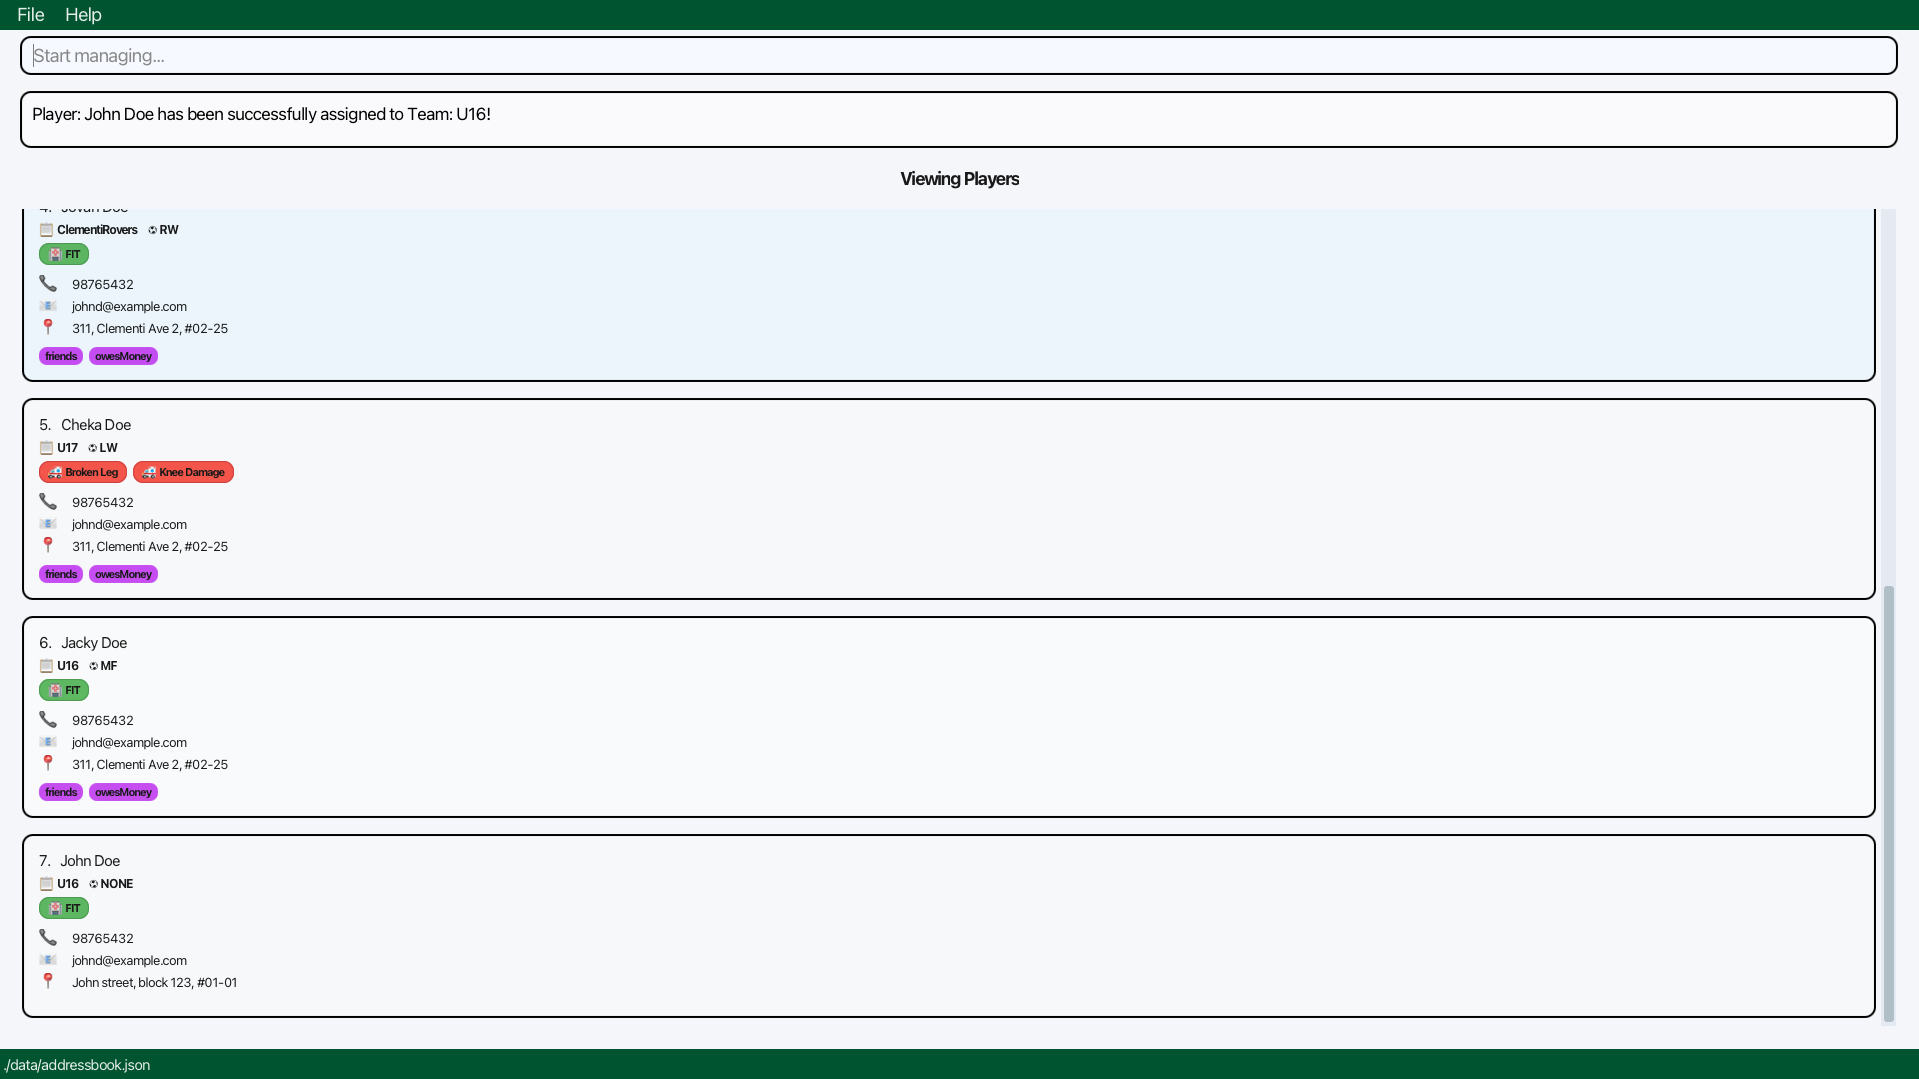 File Help
Start managing...
Player: John Doe has been successfully assigned to Team: U16!
Viewing Players
4. Jovan Doe
ClementiRovers RW
FIT
98765432
johnd@example.com
311, Clementi Ave 2, #02-25
friends owesMoney
5. Cheka Doe
U17 LW
Broken Leg Knee Damage
98765432
johnd@example.com
311, Clementi Ave 2, #02-25
friends owesMoney
6. Jacky Doe
U16 MF
FIT
98765432
johnd@example.com
311, Clementi Ave 2, #02-25
friends owesMoney
7. John Doe
U16 NONE
FIT
98765432
johnd@example.com
John street, block 123, #01-01
./data/addressbook.json